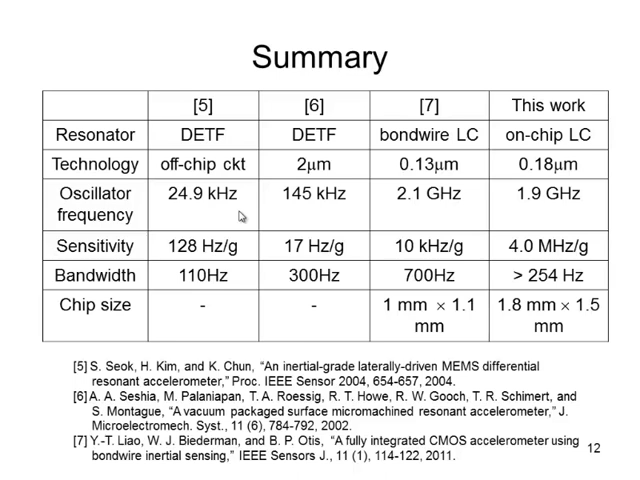 Summary
[5] [6] [7] This work
Resonator DETF DETF bondwire LC on-chip LC
Technology off-chip ckt 2μm 0.13μm 0.18μm
Oscillator frequency 24.9 kHz 145 kHz 2.1 GHz 1.9 GHz
Sensitivity 128 Hz/g 17 Hz/g 10 kHz/g 4.0 MHz/g
Bandwidth 110Hz 300Hz 700Hz > 254 Hz
Chip size - - 1 mm × 1.1 mm 1.8 mm × 1.5 mm
[5] S. Seok, H. Kim, and K. Chun, “An inertial-grade laterally-driven MEMS differential
resonant accelerometer,” Proc. IEEE Sensor 2004, 654-657, 2004.
[6] A. A. Seshia, M. Palaniapan, T. A. Roessig, R. T. Howe, R. W. Gooch, T. R. Schimert, and
S. Montague, “A vacuum packaged surface micromachined resonant accelerometer,” J.
Microelectromech. Syst., 11 (6), 784-792, 2002.
[7] Y.-T. Liao, W. J. Biederman, and B. P. Otis, “A fully integrated CMOS accelerometer using
bondwire inertial sensing,” IEEE Sensors J., 11 (1), 114-122, 2011.
12